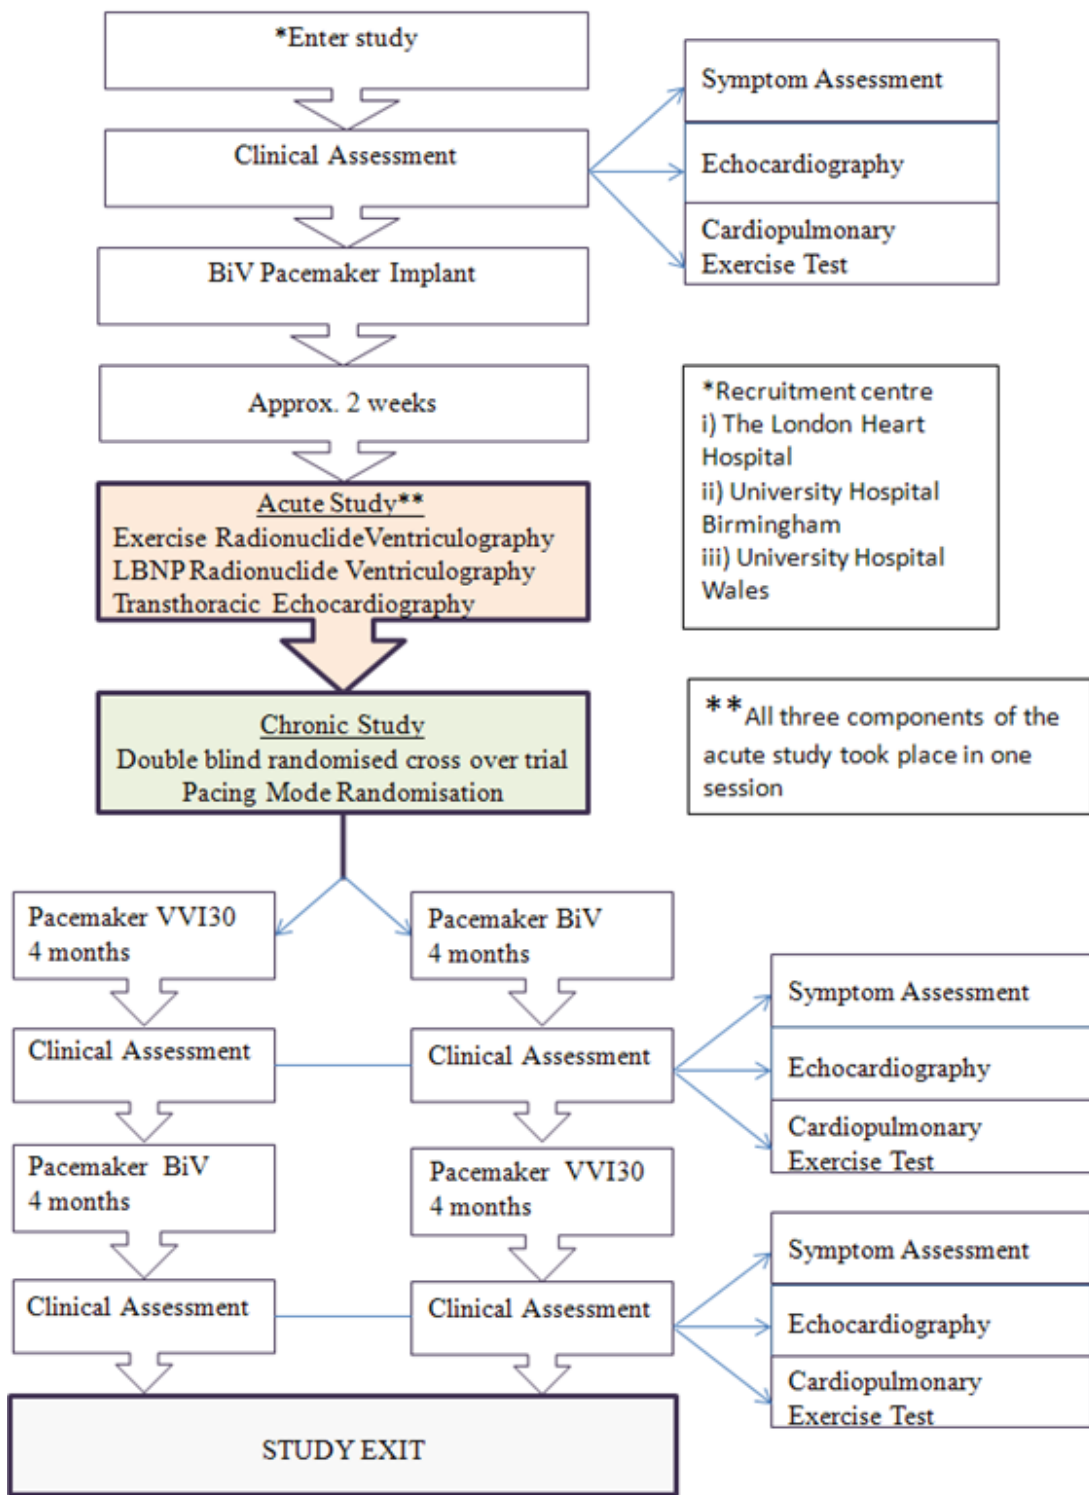 *Enter study
Clinical Assessment
Symptom Assessment
Echocardiography
Cardiopulmonary
Exercise Test
BiV Pacemaker Implant
Approx. 2 weeks
*Recruitment centre
i) The London Heart
Hospital
ii) University Hospital
Birmingham
iii) University Hospital
Wales
Acute Study**
Exercise Radionuclide Ventriculography
LBNP Radionuclide Ventriculography
Transthoracic Echocardiography
**All three components of the
acute study took place in one
session
Chronic Study
Double blind randomised cross over trial
Pacing Mode Randomisation
Pacemaker VVI30
4 months
Pacemaker BiV
4 months
Clinical Assessment
Clinical Assessment
Symptom Assessment
Echocardiography
Cardiopulmonary
Exercise Test
Pacemaker BiV
4 months
Pacemaker VVI30
4 months
Clinical Assessment
Clinical Assessment
Symptom Assessment
Echocardiography
Cardiopulmonary
Exercise Test
STUDY EXIT